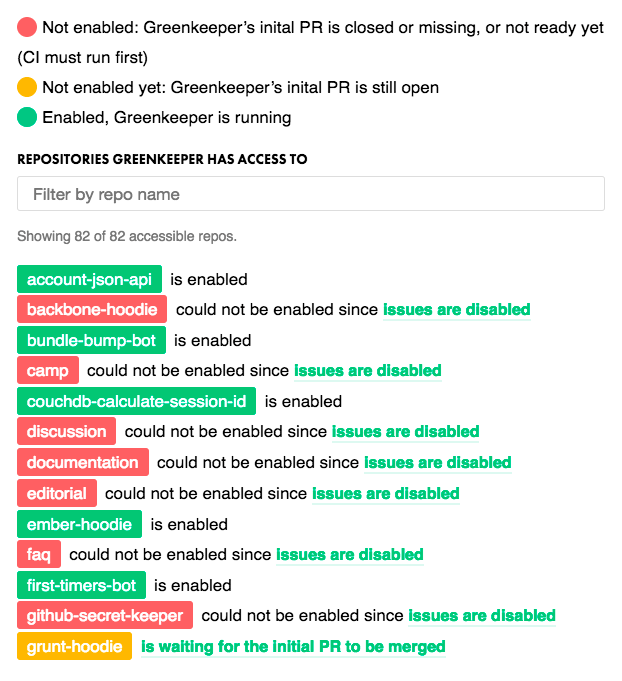 Not enabled: Greenkeeper’s inital PR is closed or missing, or not ready yet
(CI must run first)
Not enabled yet: Greenkeeper’s inital PR is still open
Enabled, Greenkeeper is running
REPOSITORIES GREENKEEPER HAS ACCESS TO
Filter by repo name
Showing 82 of 82 accessible repos.
account-json-api is enabled
backbone-hoodie could not be enabled since issues are disabled
bundle-bump-bot is enabled
camp could not be enabled since issues are disabled
couchdb-calculate-session-id is enabled
discussion could not be enabled since issues are disabled
documentation could not be enabled since issues are disabled
editorial could not be enabled since issues are disabled
ember-hoodie is enabled
faq could not be enabled since issues are disabled
first-timers-bot is enabled
github-secret-keeper could not be enabled since issues are disabled
grunt-hoodie is waiting for the initial PR to be merged